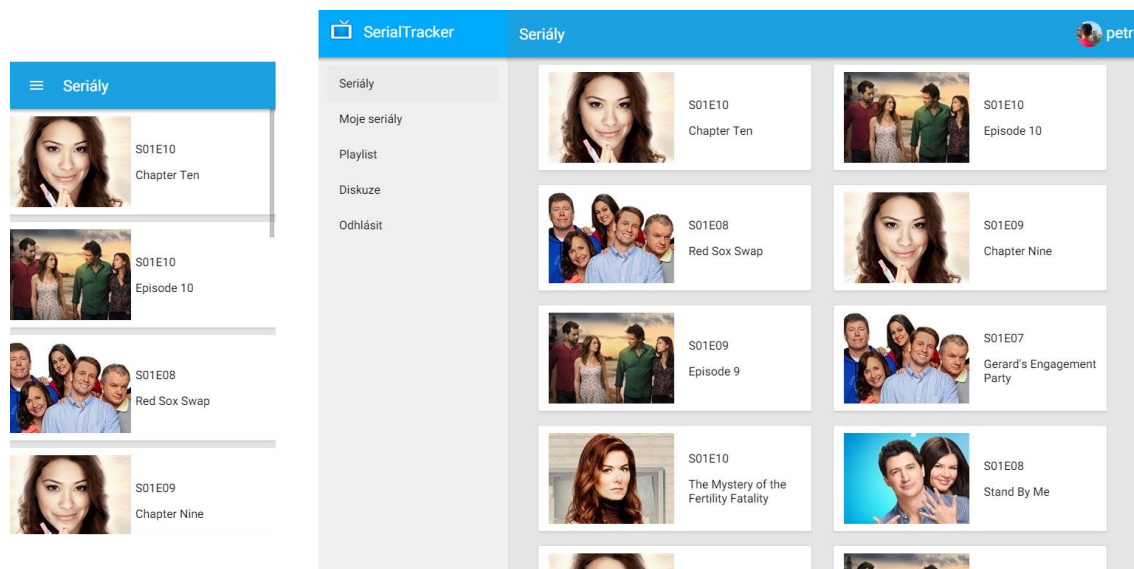 Seriály
S01E10
Chapter Ten
S01E10
Episode 10
S01E08
Red Sox Swap
S01E09
Chapter Nine
SerialTracker
Seriály
petr
Seriály
Moje seriály
Playlist
Diskuze
Odhlásit
S01E10
Chapter Ten
S01E10
Episode 10
S01E08
Red Sox Swap
S01E09
Chapter Nine
S01E09
Episode 9
S01E07
Gerard's Engagement
Party
S01E10
The Mystery of the
Fertility Fatality
S01E08
Stand By Me